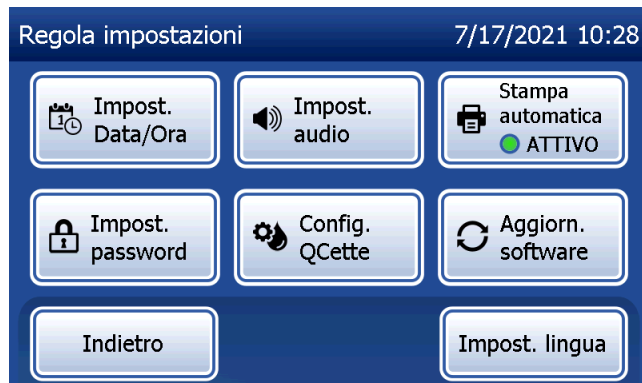 Regola impostazioni
7/17/2021 10:28
Impost.
Data/Ora
Impost.
audio
Stampa
automatica
ATTIVO
Impost.
password
Config.
QCette
Aggiorn.
software
Indietro
Impost. lingua